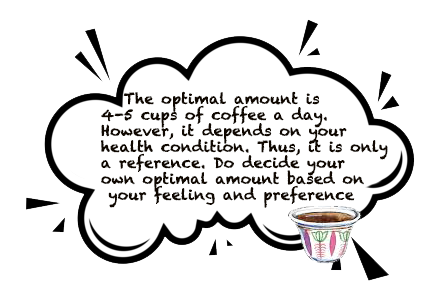 The optimal amount is
4-5 cups of coffee a day.
However, it depends on your
health condition. Thus, it is only
a reference. Do decide your
own optimal amount based on
your feeling and preference